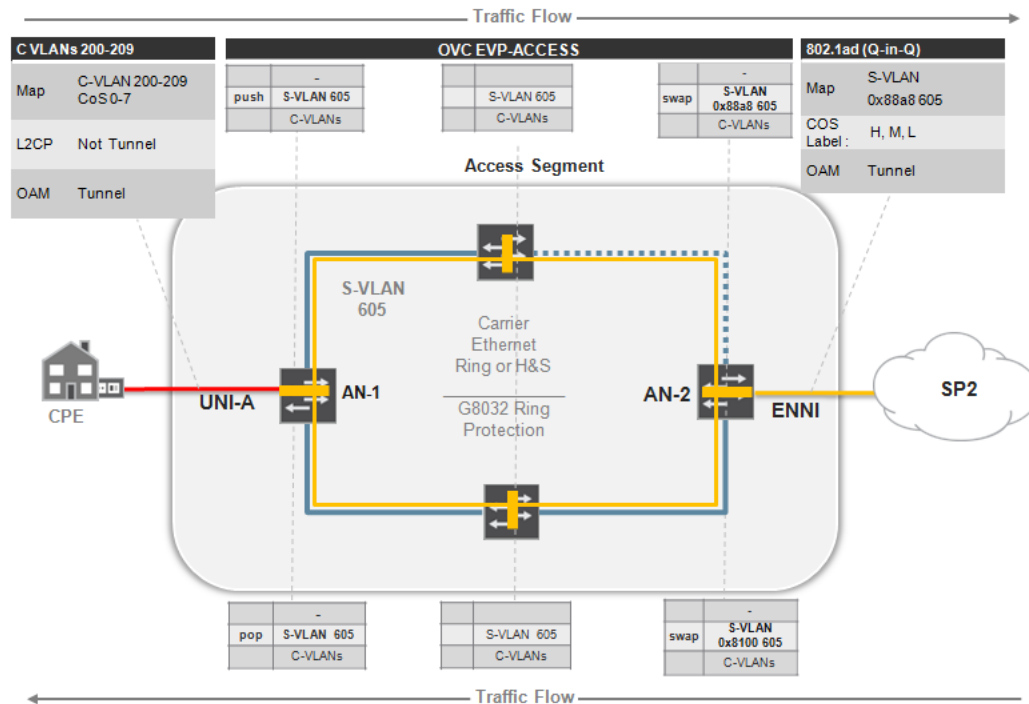 Traffic Flow
C VLANs 200-209
OVC EVP-ACCESS
802.1ad (Q-in-Q)
Map
C-VLAN 200-209
CoS 0-7
L2CP
Not Tunnel
OAM
Tunnel
-
push
S-VLAN 605
C-VLANs
S-VLAN 605
C-VLANs
-
swap
S-VLAN
0x88a8 605
C-VLANs
Map
S-VLAN
0x88a8 605
COS
Label :
H, M, L
OAM
Tunnel
Access Segment
S-VLAN
605
Carrier
Ethernet
Ring or H&S
G8032 Ring
Protection
CPE
UNI-A
AN-1
AN-2
ENNI
SP2
-
pop
S-VLAN 605
C-VLANs
S-VLAN 605
C-VLANs
-
swap
S-VLAN
0x8100 605
C-VLANs
Traffic Flow